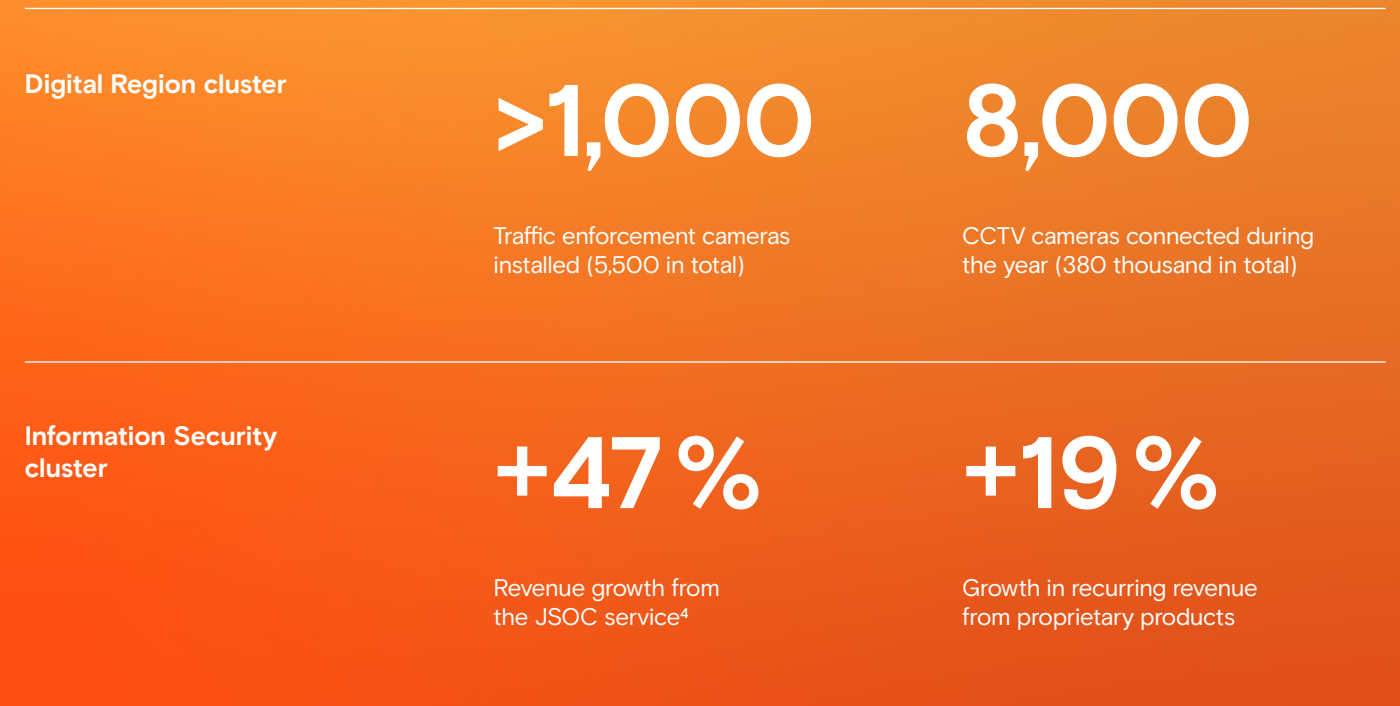 Digital Region cluster
>1,000
Traffic enforcement cameras
installed (5,500 in total)
8,000
CCTV cameras connected during
the year (380 thousand in total)
Information Security
cluster
+47 %
Revenue growth from
the JSOC service⁴
+19 %
Growth in recurring revenue
from proprietary products